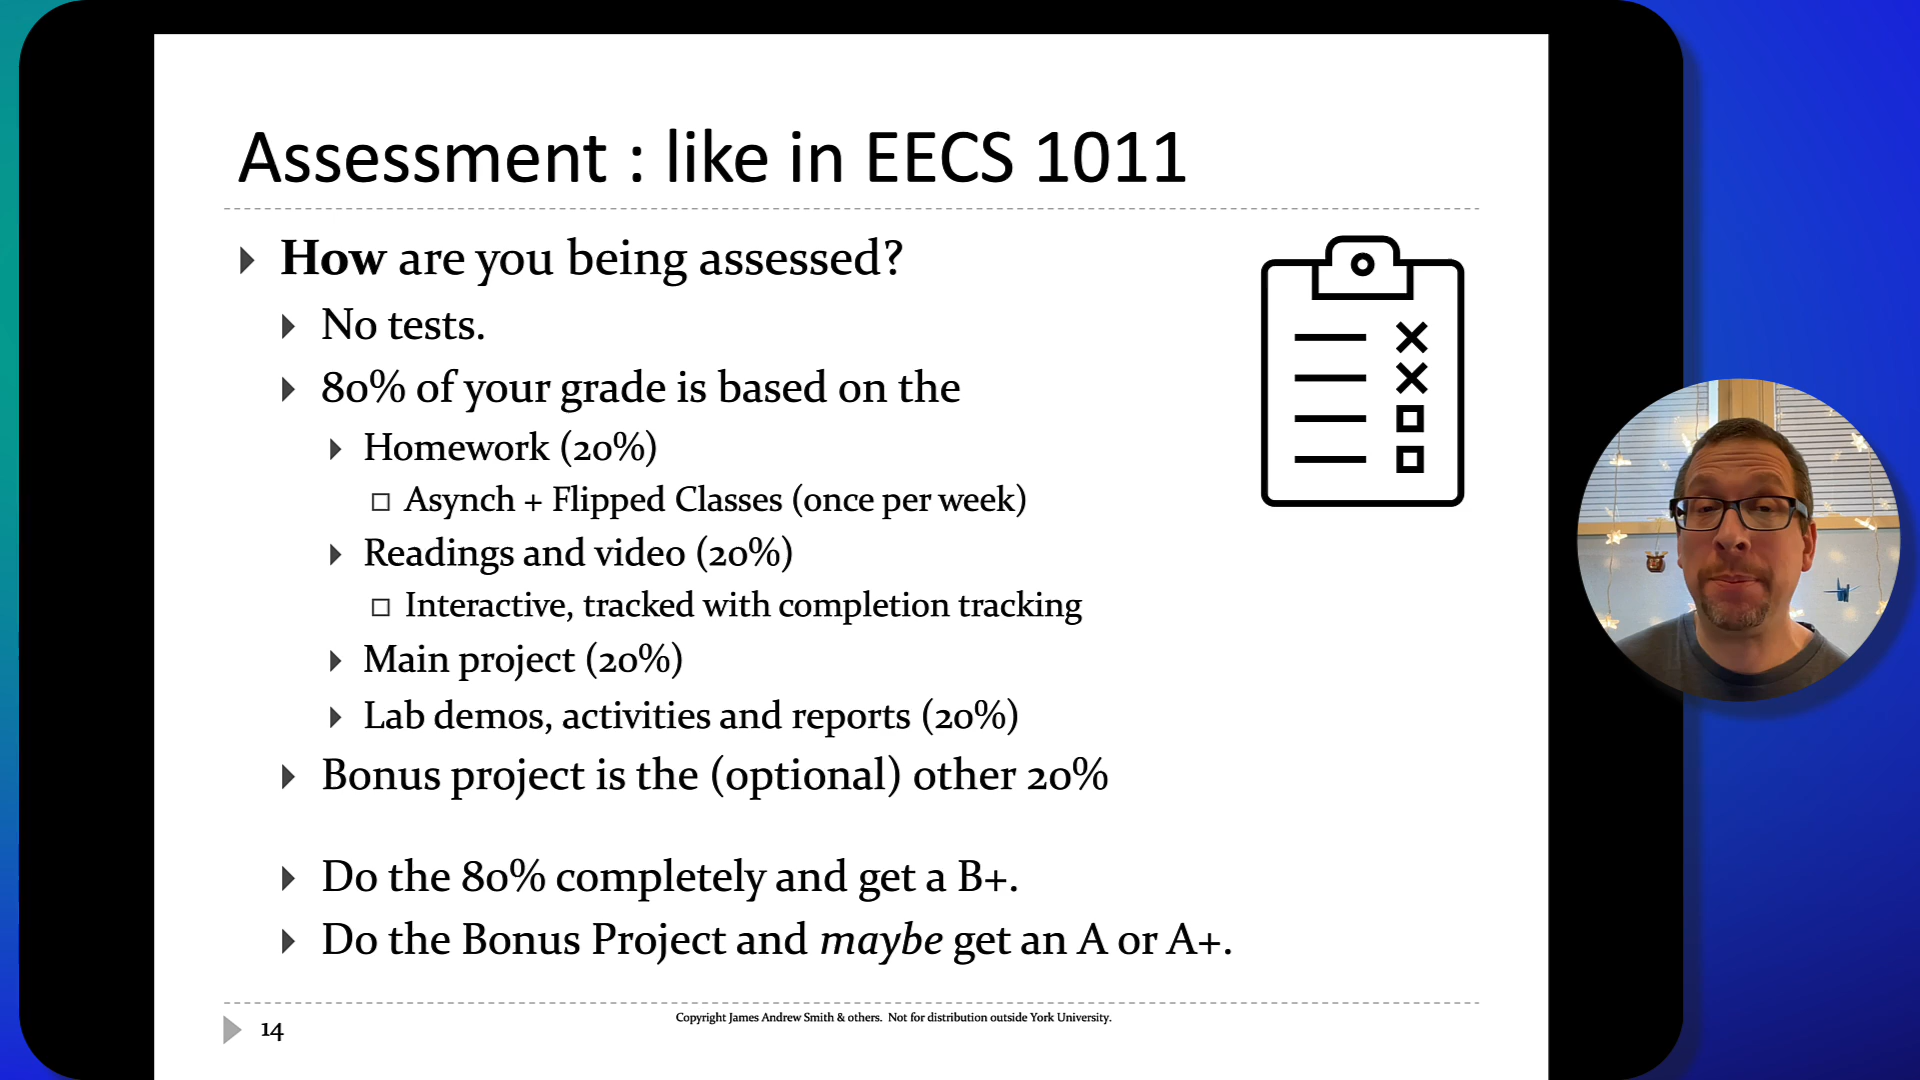 Assessment : like in EECS 1011
How are you being assessed?
No tests.
80% of your grade is based on the
Homework (20%)
Asynch + Flipped Classes (once per week)
Readings and video (20%)
Interactive, tracked with completion tracking
Main project (20%)
Lab demos, activities and reports (20%)
Bonus project is the (optional) other 20%
Do the 80% completely and get a B+.
Do the Bonus Project and maybe get an A or A+.
14
Copyright James Andrew Smith & others. Not for distribution outside York University.